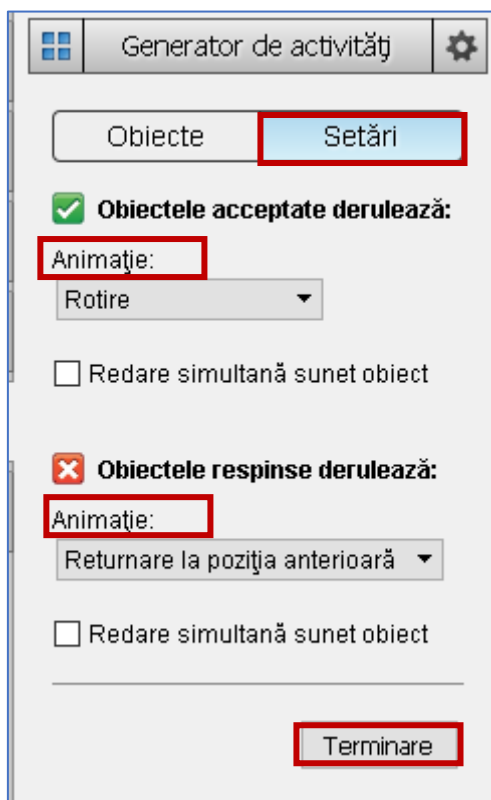 Generator de activităţi
Obiecte
Setări
Obiectele acceptate derulează:
Animaţie:
Rotire
Redare simultană sunet obiect
Obiectele respinse derulează:
Animaţie:
Returnare la poziţia anterioară
Redare simultană sunet obiect
Terminare